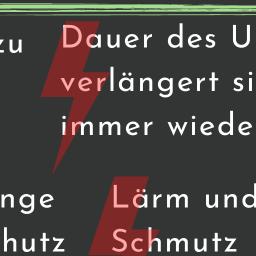 zu
Dauer des U
verlängert si
immer wiede
nge
hutz
Lärm und
Schmutz